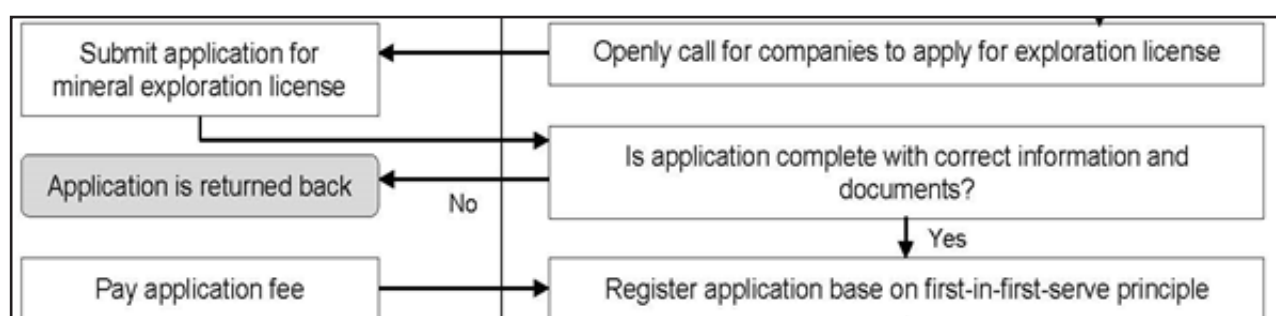 Submit application for
mineral exploration license
Openly call for companies to apply for exploration license
Is application complete with correct information and
documents?
Application is returned back
No
Yes
Pay application fee
Register application base on first-in-first-serve principle